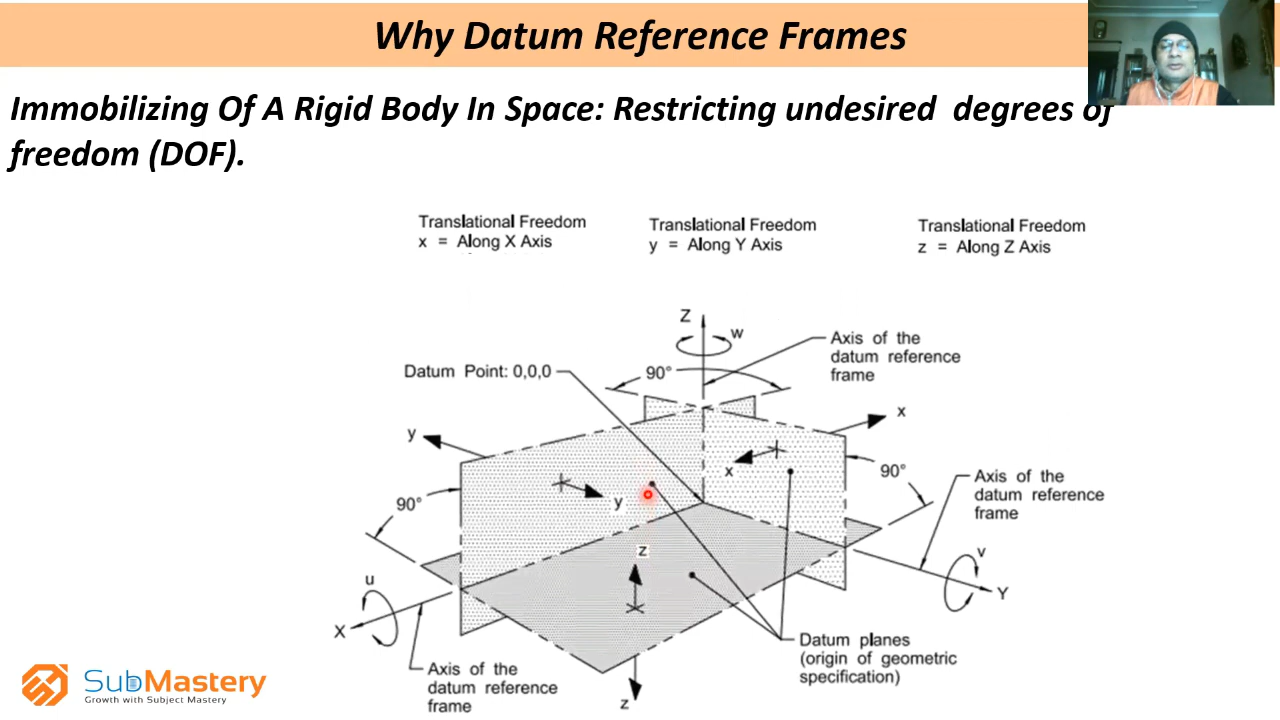 Why Datum Reference Frames
Immobilizing Of A Rigid Body In Space: Restricting undesired degrees of
freedom (DOF).
Translational Freedom
x = Along X Axis
Translational Freedom
y = Along Y Axis
Translational Freedom
z = Along Z Axis
Z
w
Axis of the
datum reference
frame
Datum Point: 0,0,0
90°
x
y
x
90°
Axis of the
datum reference
frame
90°
y
z
v
Y
u
X
Datum planes
(origin of geometric
specification)
Axis of the
datum reference
frame
z
SubMastery
Growth with Subject Mastery